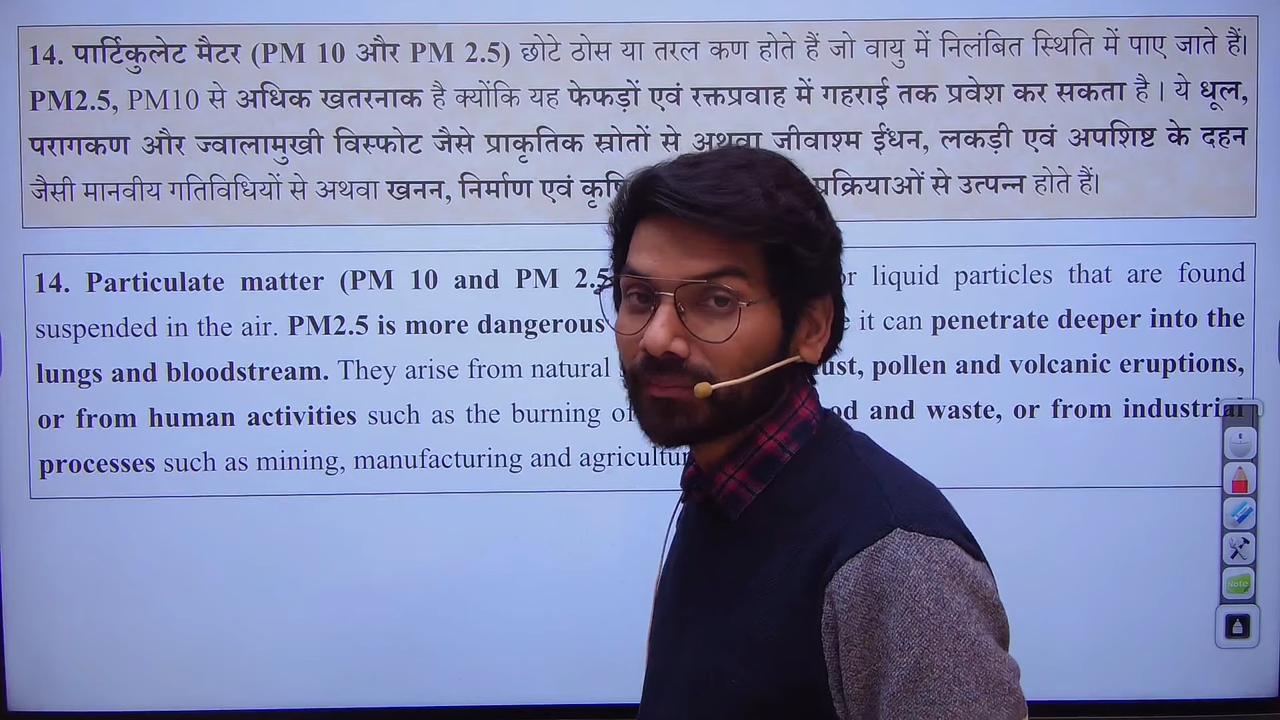 14. पार्टिकुलेट मैटर (PM 10 और PM 2.5) छोटे ठोस या तरल कण होते हैं जो वायु में निलंबित स्थिति में पाए जाते हैं।
PM2.5, PM10 से अधिक खतरनाक है क्योंकि यह फेफड़ों एवं रक्तप्रवाह में गहराई तक प्रवेश कर सकता है। ये धूल,
परागकण और ज्वालामुखी विस्फोट जैसे प्राकृतिक स्रोतों से अथवा जीवाश्म ईंधन, लकड़ी एवं अपशिष्ट के दहन
जैसी मानवीय गतिविधियों से अथवा खनन, निर्माण एवं प्रक्रियाओं से उत्पन्न होते हैं।
14. Particulate matter (PM 10 and PM 2.5 or liquid particles that are found
suspended in the air. PM2.5 is more dangerous it can penetrate deeper into the
lungs and bloodstream. They arise from natural pollen and volcanic eruptions,
or from human activities such as the burning of and waste, or from industrial
processes such as mining, manufacturing and
Note